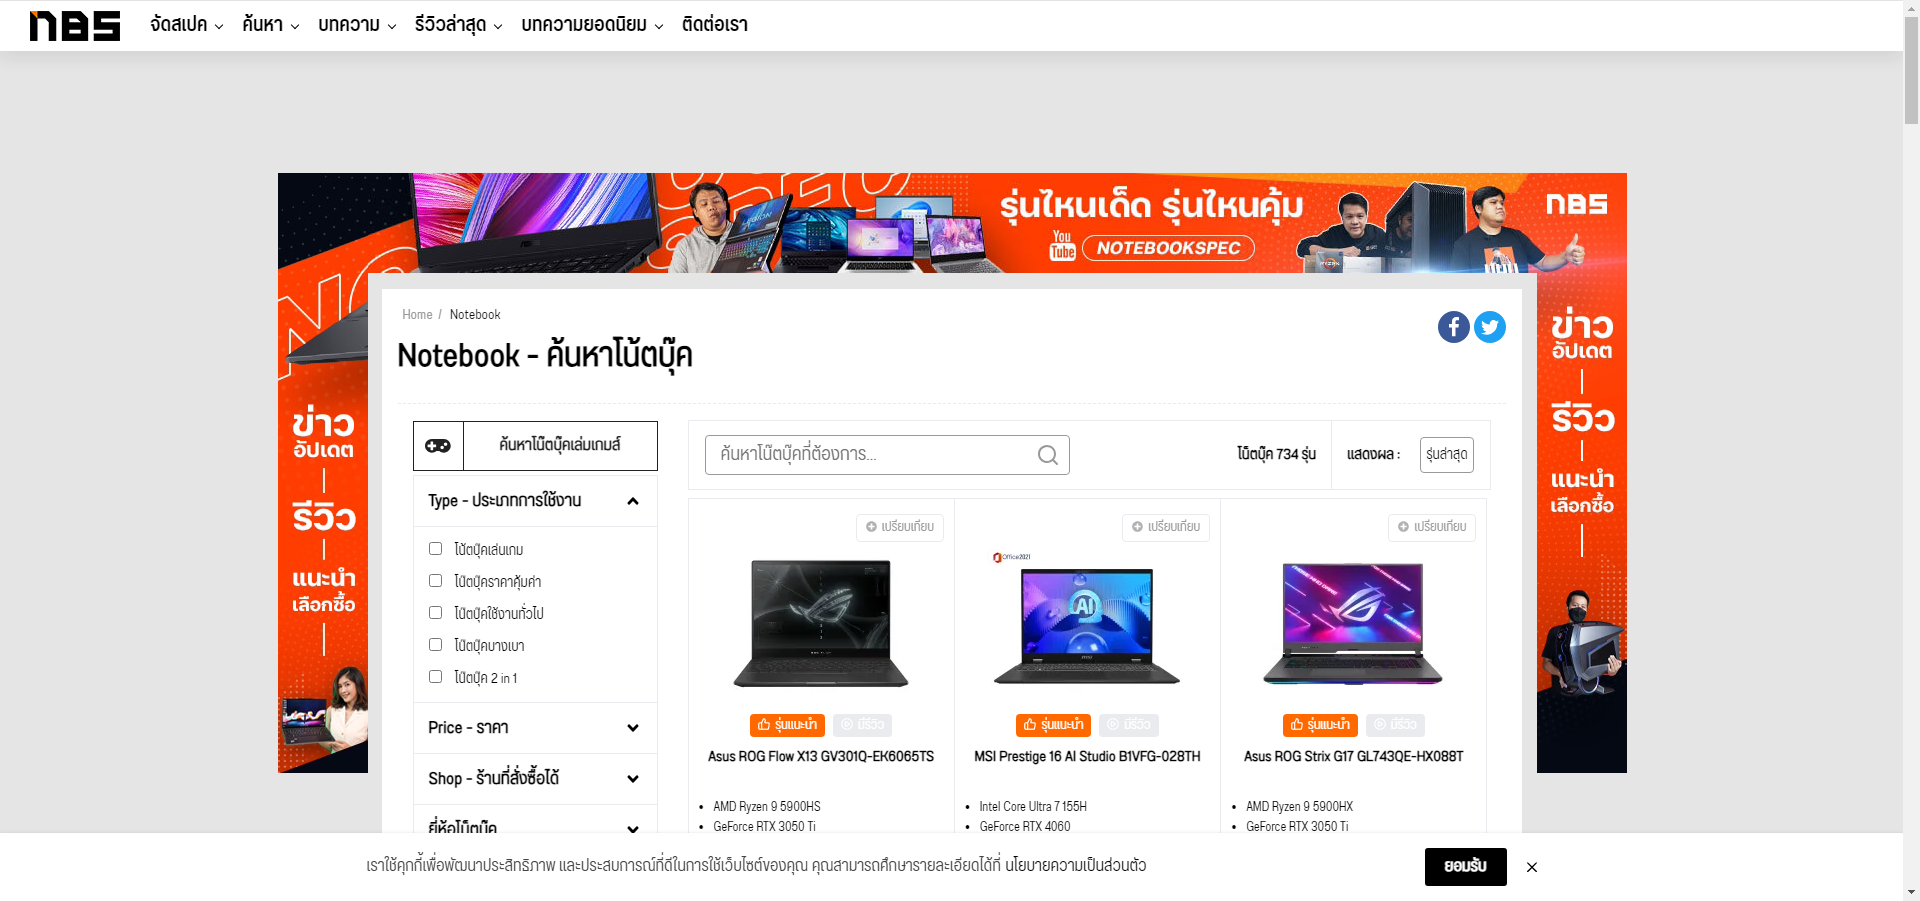 nBS
จัดสเปค ค้นหา บทความ รีวิวล่าสุด บทความยอดนิยม ติดต่อเรา
รุ่นไหนเด็ด รุ่นไหนคุ้ม
You Tube NOTEBOOKSPEC
nBS
Home / Notebook
Notebook - ค้นหาโน้ตบุ๊ค
ข่าว
อัปเดต
รีวิว
แนะนำ
เลือกซื้อ
ข่าว
อัปเดต
รีวิว
แนะนำ
เลือกซื้อ
ค้นหาโน๊ตบุ๊คเล่มเกมส์
Type - ประเภทการใช้งาน
โน้ตบุ๊คเล่นเกม
โน๊ตบุ๊คราคาคุ้มค่า
โน๊ตบุ๊คใช้งานทั่วไป
โน๊ตบุ๊คบางเบา
โน๊ตบุ๊ค 2 in 1
Price - ราคา
Shop - ร้านที่สั่งซื้อได้
ยี่ห้อโน๊ตบุ๊ค
ค้นหาโน๊ตบุ๊คที่ต้องการ...
โน็ตบุ๊ค 734 รุ่น
แสดงผล :
รุ่นล่าสุด
เปรียบเทียบ
รุ่นแนะนำ มีรีวิว
Asus ROG Flow X13 GV301Q-EK6065TS
AMD Ryzen 9 5900HS
GeForce RTX 3050 Ti
เปรียบเทียบ
Office2021
AI
รุ่นแนะนำ มีรีวิว
MSI Prestige 16 AI Studio B1VFG-028TH
Intel Core Ultra 7 155H
GeForce RTX 4060
เปรียบเทียบ
รุ่นแนะนำ มีรีวิว
Asus ROG Strix G17 GL743QE-HX088T
AMD Ryzen 9 5900HX
GeForce RTX 3050 Ti
เราใช้คุกกี้เพื่อพัฒนาประสิทธิภาพ และประสบการณ์ที่ดีในการใช้เว็บไซต์ของคุณ คุณสามารถศึกษารายละเอียดได้ที่ นโยบายความเป็นส่วนตัว
ยอมรับ